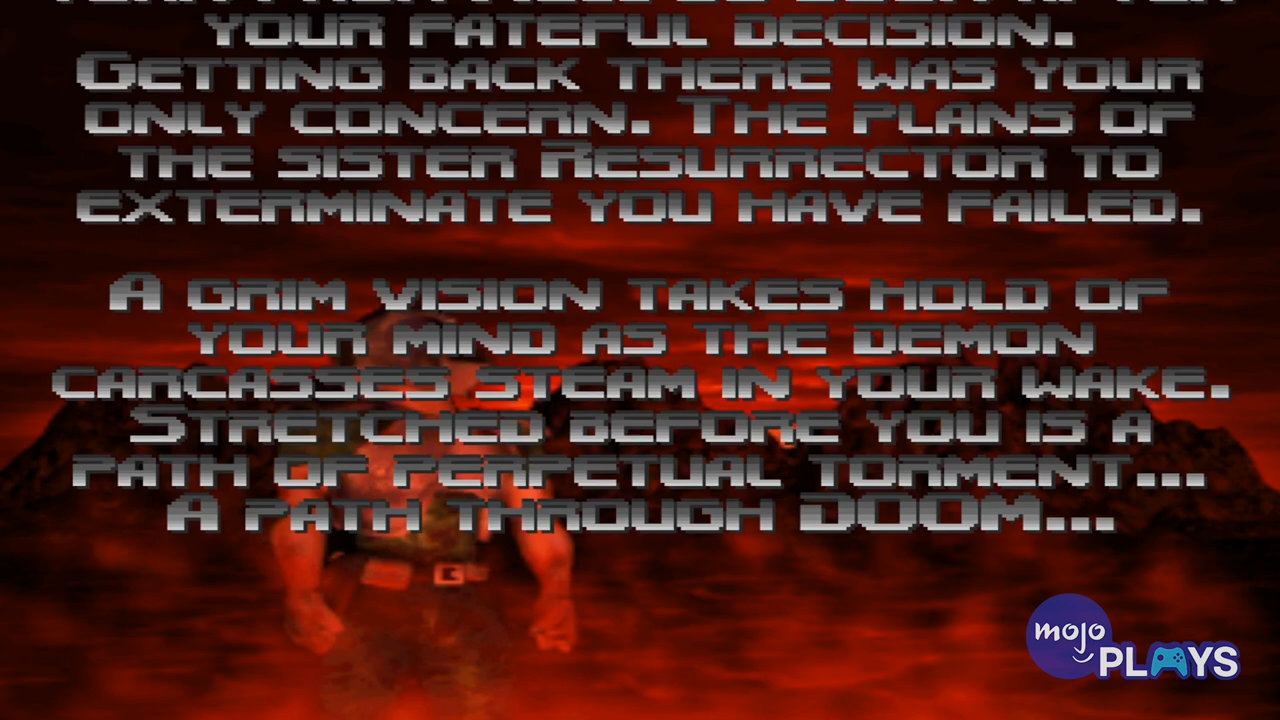 YOUR FATEFUL DECISION.
GETTING BACK THERE WAS YOUR
ONLY CONCERN. THE PLANS OF
THE SISTER RESURRECTOR TO
EXTERMINATE YOU HAVE FAILED.
A GRIM VISION TAKES HOLD OF
YOUR MIND AS THE DEMON
CARCASSES STEAM IN YOUR WAKE.
STRETCHED BEFORE YOU IS A
PATH OF PERPETUAL TORMENT...
A PATH THROUGH DOOM...
mojo
PLAYS